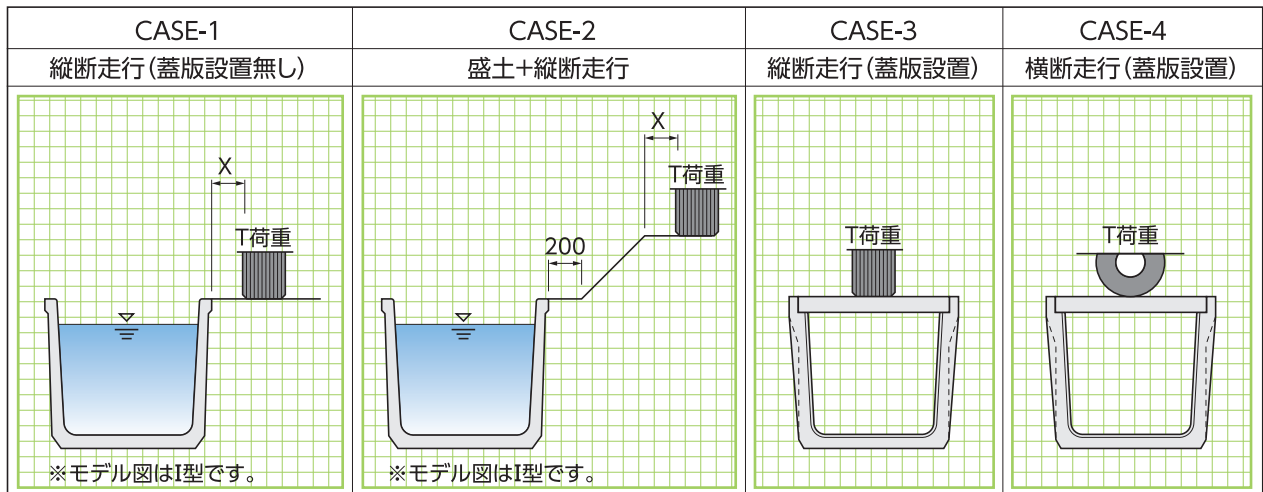 CASE-1
縦断走行(蓋版設置無し)
X
T荷重
※モデル図はI型です。
CASE-2
盛土+縦断走行
X
T荷重
200
※モデル図はI型です。
CASE-3
縦断走行(蓋版設置)
T荷重
CASE-4
横断走行(蓋版設置)
T荷重